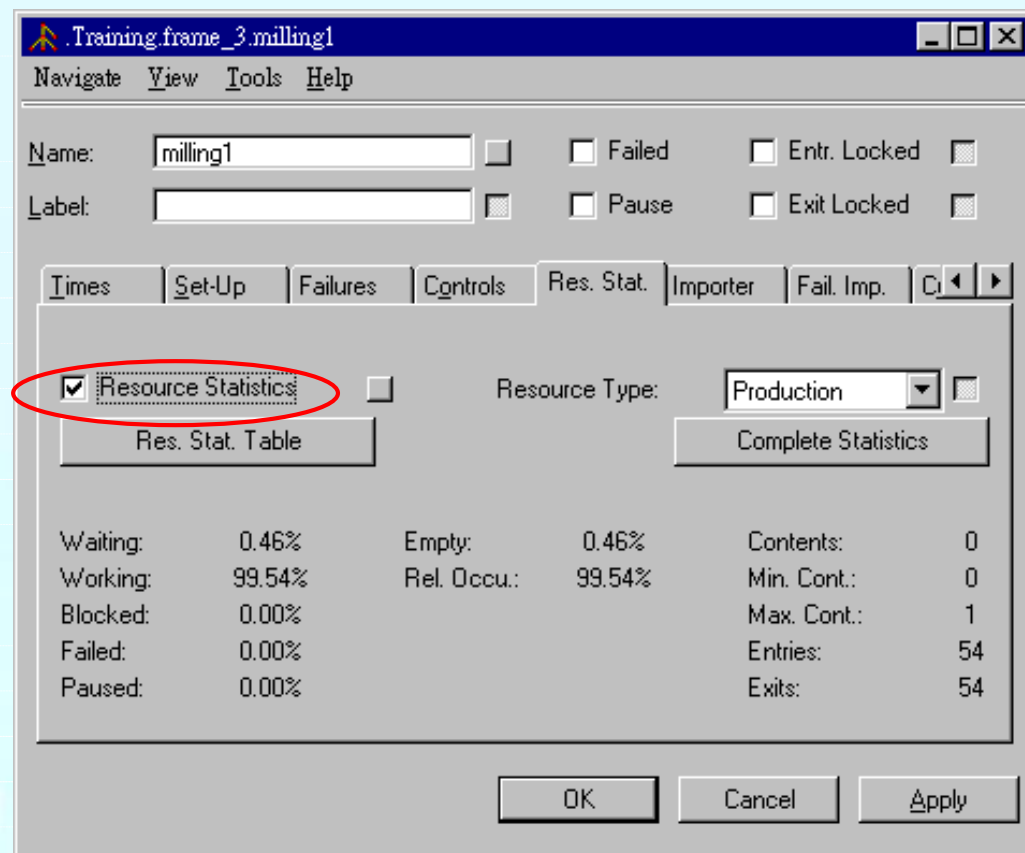 .Training.frame_3.milling1
Navigate View Tools Help
Name: milling1 Failed Entr. Locked
Label: Pause Exit Locked
Times Set-Up Failures Controls Res. Stat. Importer Fail. Imp.
Resource Statistics Resource Type: Production
Res. Stat. Table Complete Statistics
Waiting: 0.46% Empty: 0.46% Contents: 0
Working: 99.54% Rel. Occu.: 99.54% Min. Cont.: 0
Blocked: 0.00% Max. Cont.: 1
Failed: 0.00% Entries: 54
Paused: 0.00% Exits: 54
OK Cancel Apply